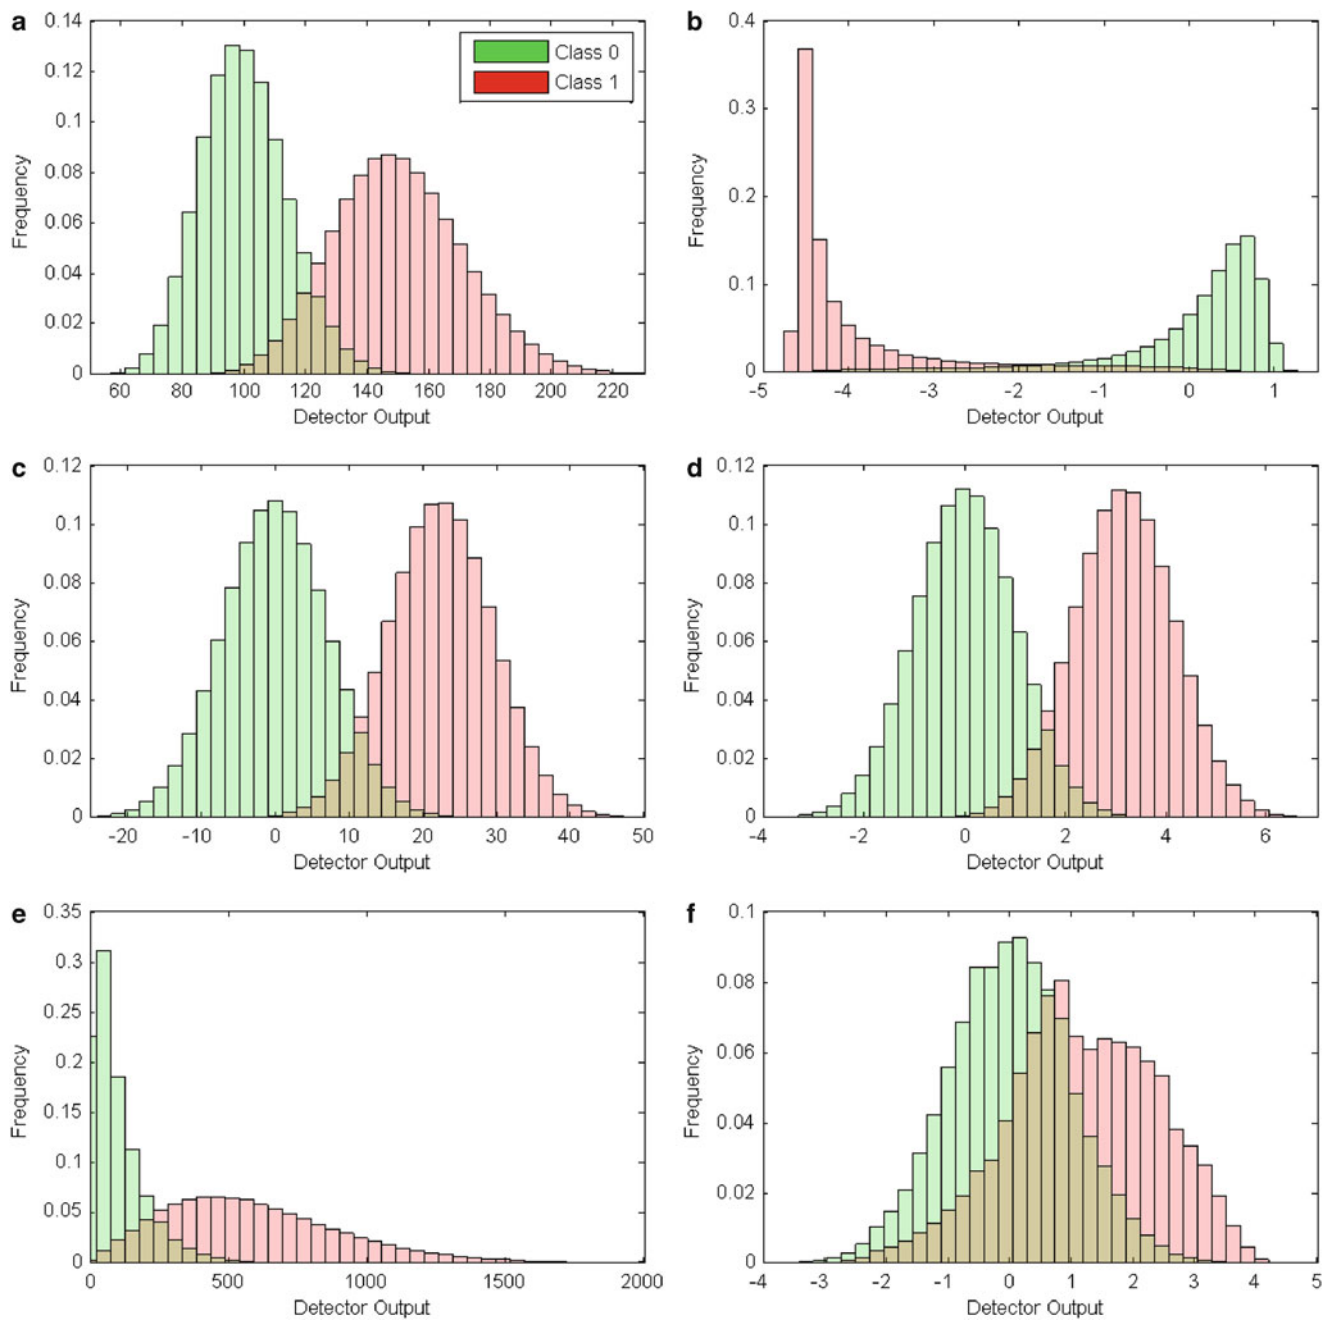 a
0.14
0.12
0.1
0.08
0.06
0.04
0.02
0
Frequency
Class 0
Class 1
60 80 100 120 140 160 180 200 220
Detector Output
b
0.4
0.3
0.2
0.1
0
Frequency
-5 -4 -3 -2 -1 0 1
Detector Output
c
0.12
0.1
0.08
0.06
0.04
0.02
0
Frequency
-20 -10 0 10 20 30 40 50
Detector Output
d
0.12
0.1
0.08
0.06
0.04
0.02
0
Frequency
-4 -2 0 2 4 6
Detector Output
e
0.35
0.3
0.25
0.2
0.15
0.1
0.05
0
Frequency
0 500 1000 1500 2000
Detector Output
f
0.1
0.08
0.06
0.04
0.02
0
Frequency
-4 -3 -2 -1 0 1 2 3 4 5
Detector Output